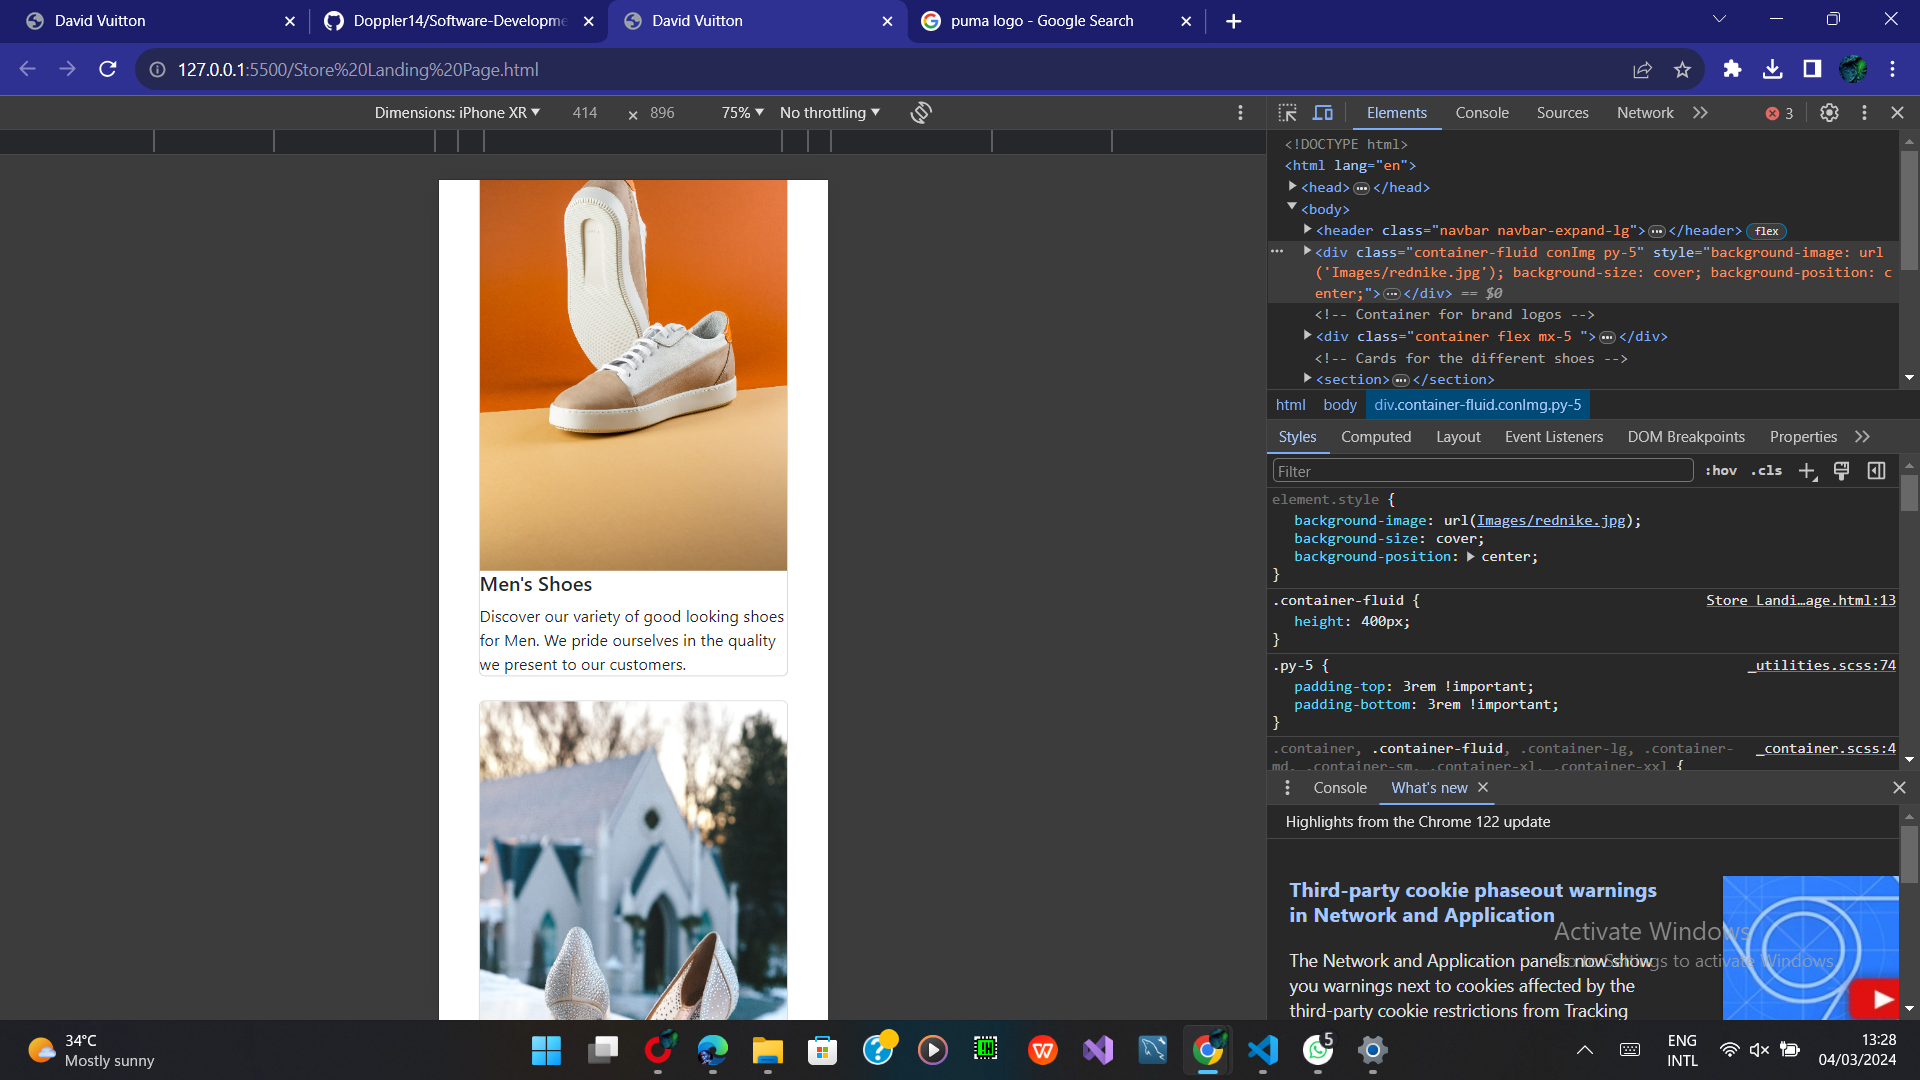 David Vuitton
Doppler14/Software-Developme
David Vuitton
puma logo - Google Search
127.0.0.1:5500/Store%20Landing%20Page.html
Dimensions: iPhone XR ▼ 414 × 896 75% ▼ No throttling ▼
Elements Console Sources Network 3
<!DOCTYPE html>
<html lang="en">
<head> ••• </head>
<body>
<header class="navbar navbar-expand-lg"> ••• </header> flex
••• <div class="container-fluid conImg py-5" style="background-image: url
('Images/rednike.jpg'); background-size: cover; background-position: c
enter;"> ••• </div> == $0
<!-- Container for brand logos -->
<div class="container flex mx-5 "> ••• </div>
<!-- Cards for the different shoes -->
<section> ••• </section>
html body div.container-fluid.conImg.py-5
Styles Computed Layout Event Listeners DOM Breakpoints Properties
Filter :hov .cls
element.style {
background-image: url(Images/rednike.jpg);
background-size: cover;
background-position: center;
}
.container-fluid { Store Landi…age.html:13
height: 400px;
}
.py-5 { _utilities.scss:74
padding-top: 3rem !important;
padding-bottom: 3rem !important;
}
.container, .container-fluid, .container-lg, .container- _container.scss:4
md, .container-sm, .container-xl, .container-xxl {
Console What's new
Highlights from the Chrome 122 update
Third-party cookie phaseout warnings
in Network and Application
The Network and Application panels now show
you warnings next to cookies affected by the
third-party cookie restrictions from Tracking
Activate Windows
Go to Settings to activate Windows.
Men's Shoes
Discover our variety of good looking shoes
for Men. We pride ourselves in the quality
we present to our customers.
34°C
Mostly sunny
5
ENG
INTL
13:28
04/03/2024